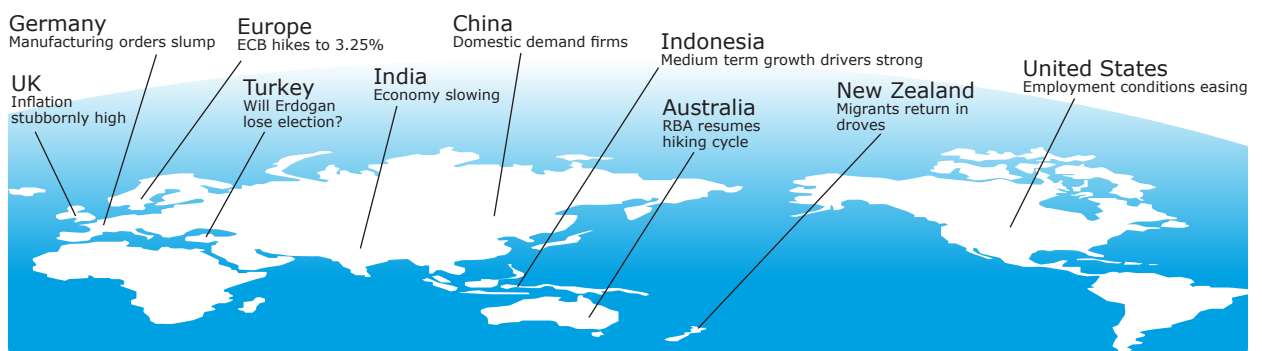 Germany
Manufacturing orders slump
Europe
ECB hikes to 3.25%
China
Domestic demand firms
Indonesia
Medium term growth drivers strong
United States
Employment conditions easing
UK
Inflation
stubbornly high
Turkey
Will Erdogan
lose election?
India
Economy slowing
Australia
RBA resumes
hiking cycle
New Zealand
Migrants return in
droves